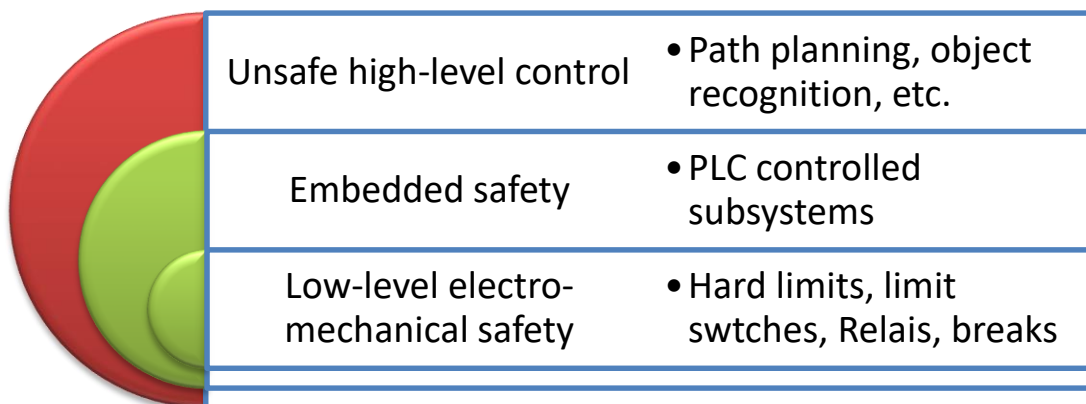 Unsafe high-level control
• Path planning, object
recognition, etc.
Embedded safety
• PLC controlled
subsystems
Low-level electro-
mechanical safety
• Hard limits, limit
swtches, Relais, breaks